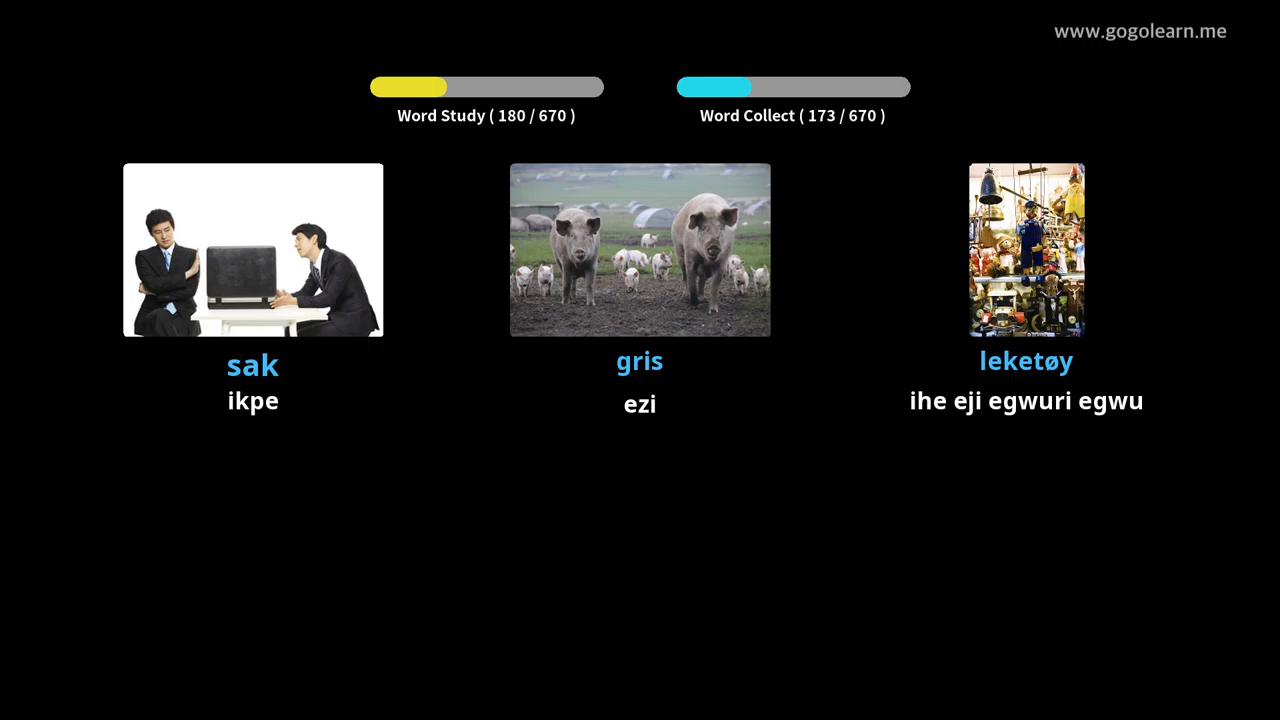 www.gogolearn.me
Word Study ( 180 / 670 )
Word Collect ( 173 / 670 )
sak
ikpe
gris
ezi
leketøy
ihe eji egwuri egwu